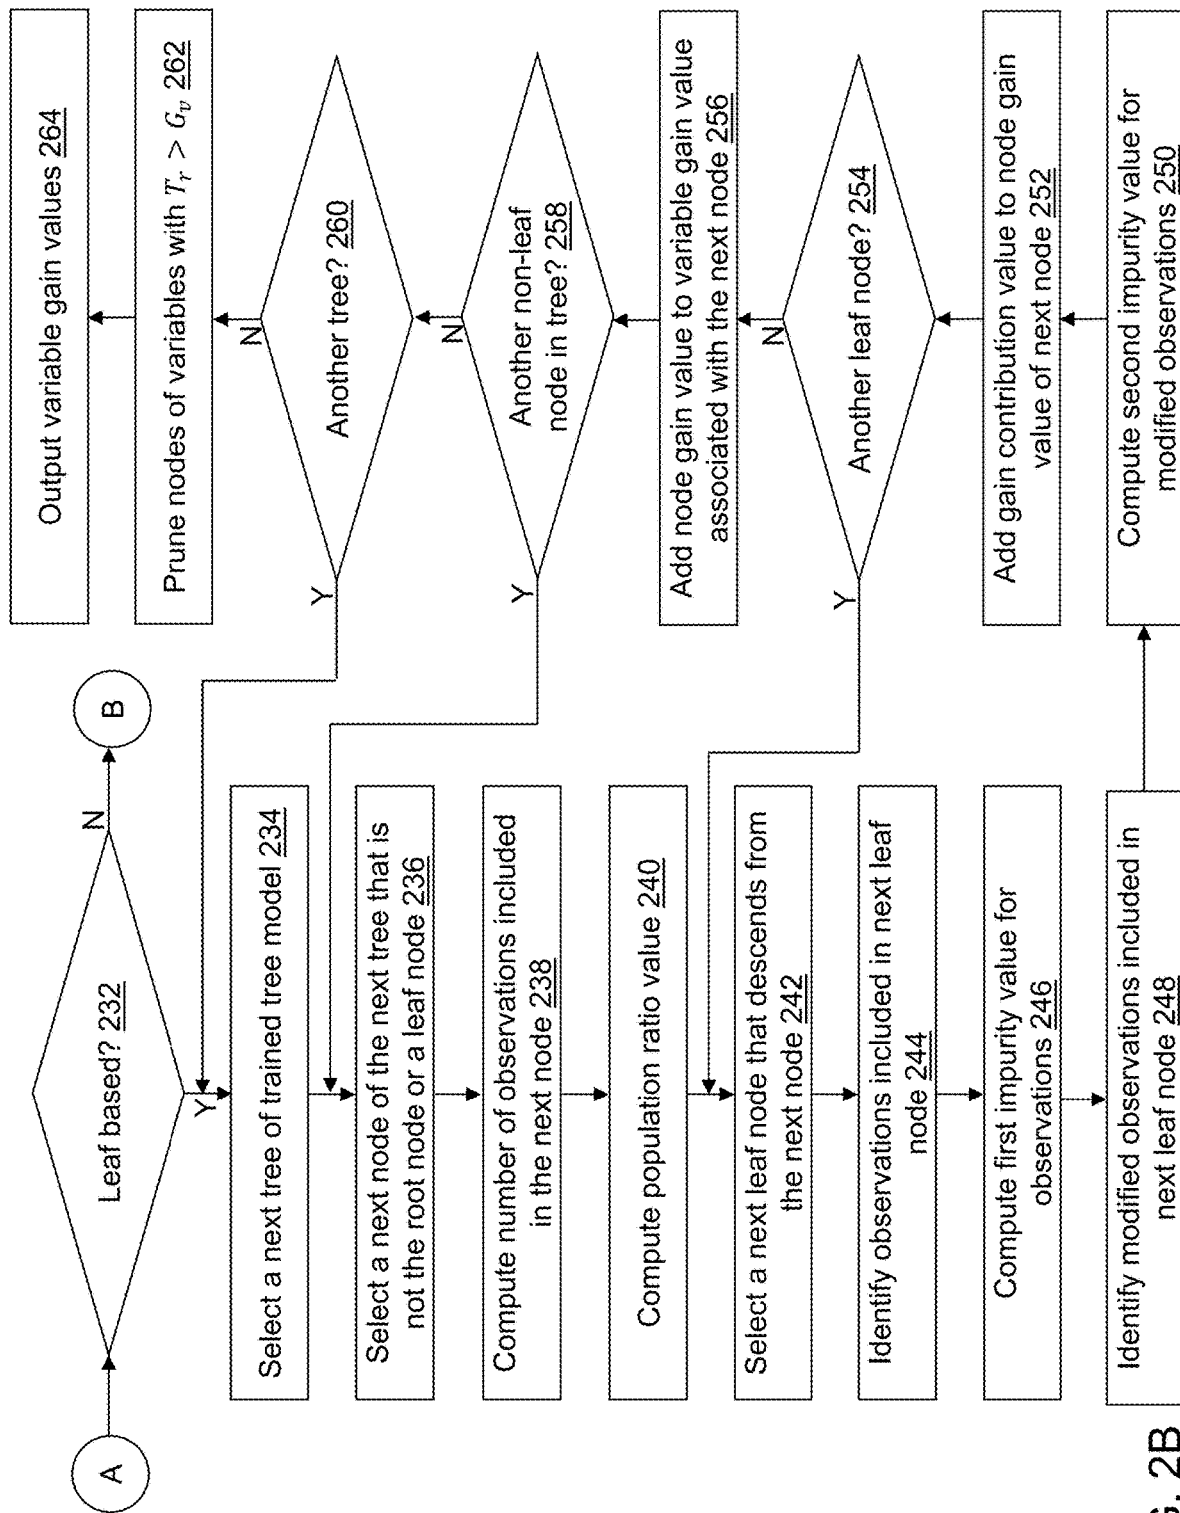 A
Leaf based? 232
N
B
Y
Select a next tree of trained tree model 234
Select a next node of the next tree that is
not the root node or a leaf node 236
Compute number of observations included
in the next node 238
Compute population ratio value 240
Select a next leaf node that descends from
the next node 242
Identify observations included in next leaf
node 244
Compute first impurity value for
observations 246
Identify modified observations included in
next leaf node 248
Compute second impurity value for
modified observations 250
Add gain contribution value to node gain
value of next node 252
Another leaf node? 254
Y
N
Add node gain value to variable gain value
associated with the next node 256
Another non-leaf
node in tree? 258
Y
N
Another tree? 260
Y
N
Prune nodes of variables with Tᵣ > Gᵥ 262
Output variable gain values 264
2B